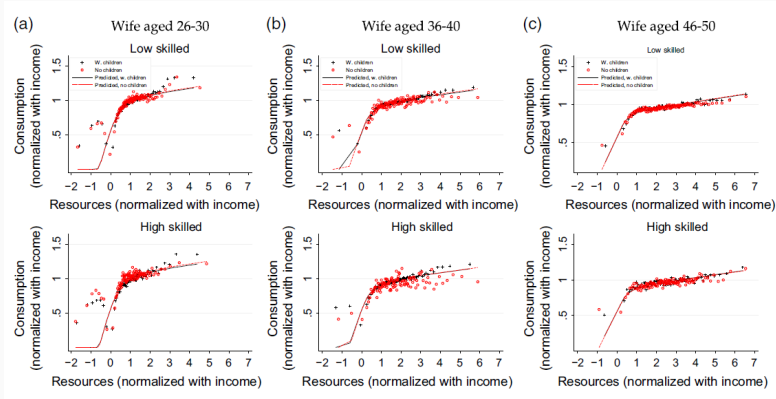 (a) Wife aged 26-30
Low skilled
Consumption
(normalized with income)
1.5
1
.5
+ W. children
o No children
Predicted, w. children
Predicted, no children
−2 −1 0 1 2 3 4 5 6 7
Resources (normalized with income)
High skilled
Consumption
(normalized with income)
1.5
1
.5
−2 −1 0 1 2 3 4 5 6 7
Resources (normalized with income)
(b) Wife aged 36-40
Low skilled
Consumption
(normalized with income)
1.5
1
.5
+ W. children
o No children
Predicted, w. children
Predicted, no children
−2 −1 0 1 2 3 4 5 6 7
Resources (normalized with income)
High skilled
Consumption
(normalized with income)
1.5
1
.5
−2 −1 0 1 2 3 4 5 6 7
Resources (normalized with income)
(c) Wife aged 46-50
Low skilled
Consumption
(normalized with income)
1.5
1
.5
+ W. children
o No children
Predicted, w. children
Predicted, no children
−2 −1 0 1 2 3 4 5 6 7
Resources (normalized with income)
High skilled
Consumption
(normalized with income)
1.5
1
.5
−2 −1 0 1 2 3 4 5 6 7
Resources (normalized with income)